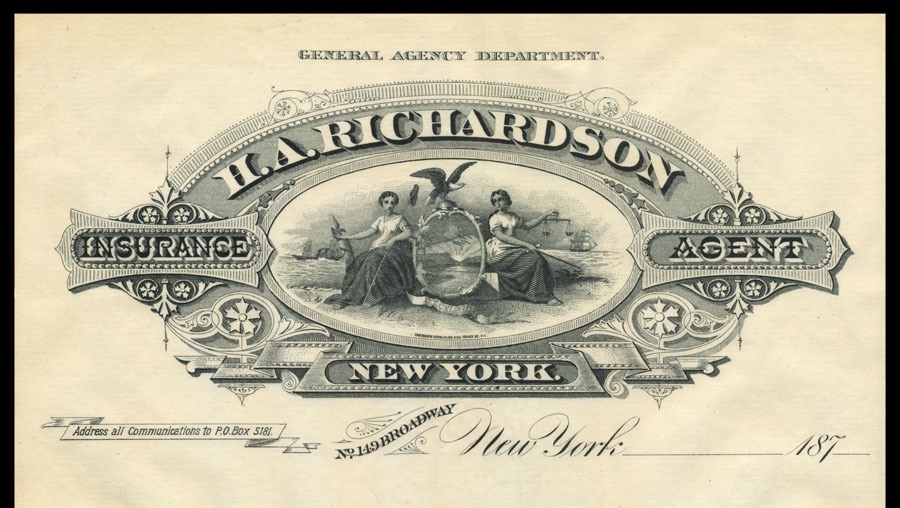 GENERAL AGENCY DEPARTMENT.
H.A.RICHARDSON
INSURANCE AGENT
NEW YORK.
Address all Communications to P.O.Box 5181.
No. 149 BROADWAY
New York 187